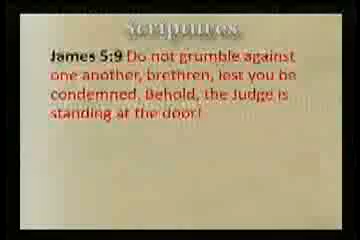 Scriptures
James 5:9 Do not grumble against
one another, brethren, lest you be
condemned. Behold, the Judge is
standing at the door!